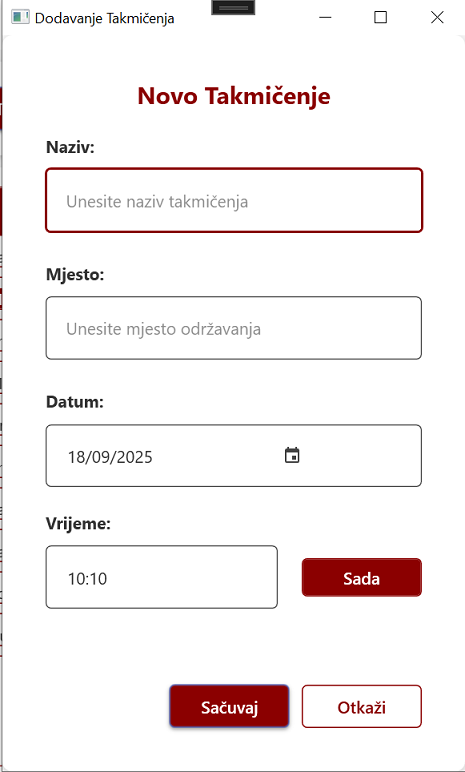 Dodavanje Takmičenja
Novo Takmičenje
Naziv:
Unesite naziv takmičenja
Mjesto:
Unesite mjesto održavanja
Datum:
18/09/2025
Vrijeme:
10:10
Sada
Sačuvaj
Otkaži